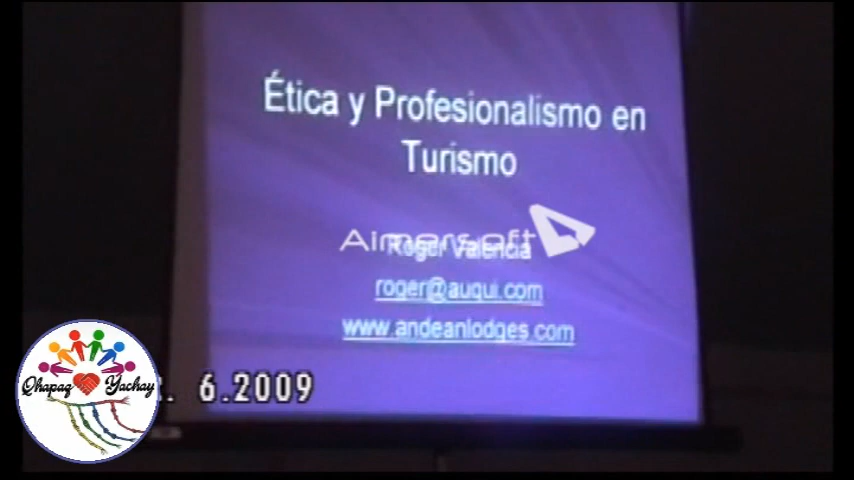 Ética y Profesionalismo en
Turismo
Aimersoft
Roger Valencia
roger@auqui.com
www.andeanlodges.com
Qhapaq Yachay
6.2009